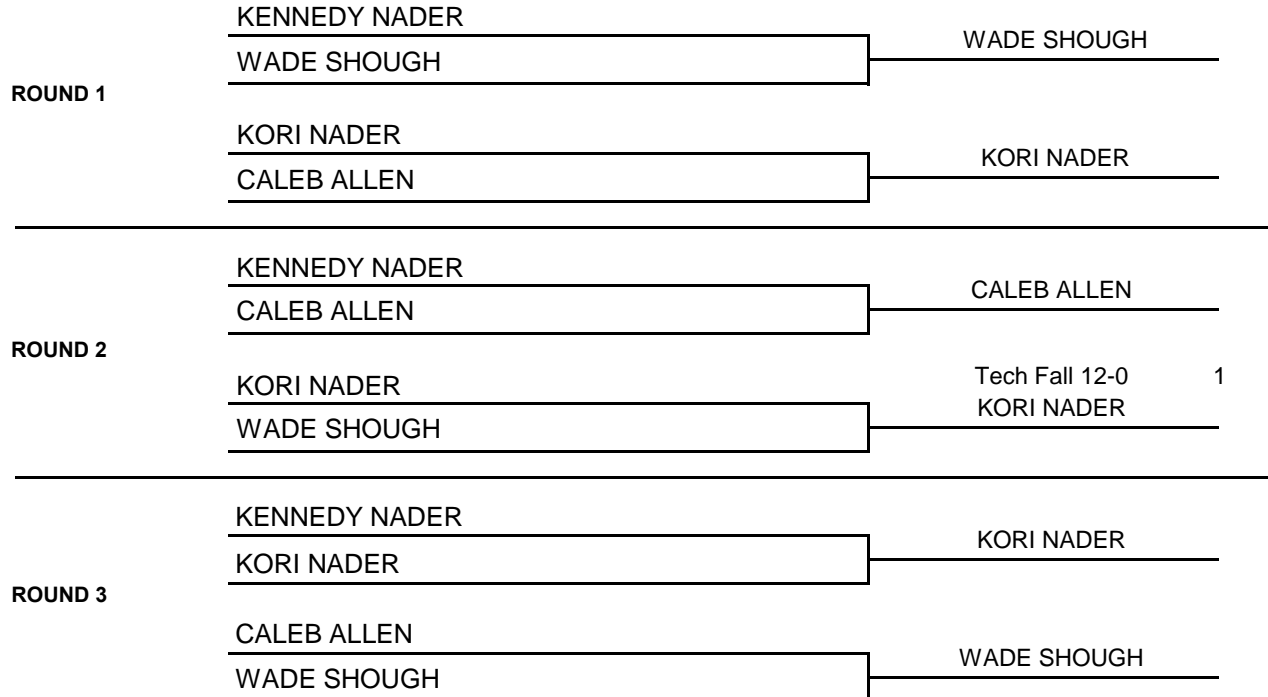 KENNEDY NADER
WADE SHOUGH
WADE SHOUGH
ROUND 1
KORI NADER
KORI NADER
CALEB ALLEN
KENNEDY NADER
CALEB ALLEN
CALEB ALLEN
ROUND 2
Tech Fall 12-0 1
KORI NADER
KORI NADER
WADE SHOUGH
KENNEDY NADER
KORI NADER
KORI NADER
ROUND 3
CALEB ALLEN
WADE SHOUGH
WADE SHOUGH